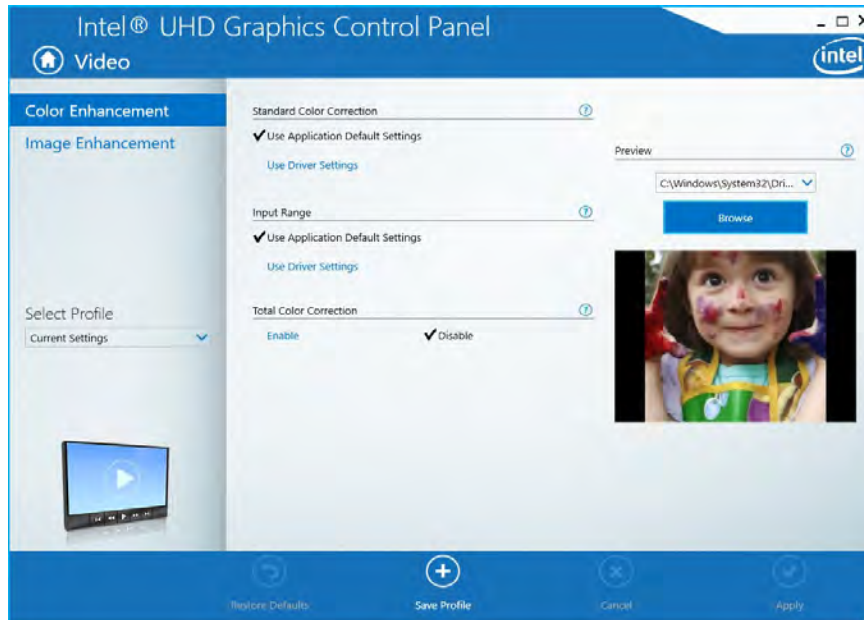 Intel® UHD Graphics Control Panel
Video
intel
Color Enhancement
Image Enhancement
Select Profile
Current Settings
Standard Color Correction
Use Application Default Settings
Use Driver Settings
Input Range
Use Application Default Settings
Use Driver Settings
Total Color Correction
Enable
Disable
Preview
C:\Windows\System32\Dri...
Browse
Restore Defaults
Save Profile
Cancel
Apply